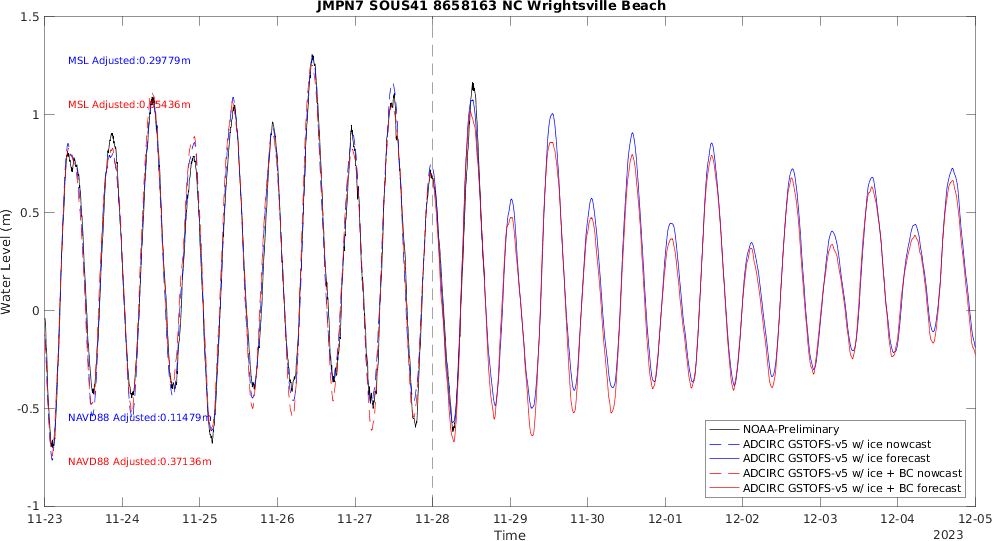 JMPN7 SOUS41 8658163 NC Wrightsville Beach
1.5
1
0.5
0
-0.5
-1
Water Level (m)
MSL Adjusted:0.29779m
NAVD88 Adjusted:0.11479m
NAVD88 Adjusted:0.37136m
NOAA-Preliminary
ADCIRC GSTOFS-v5 w/ ice nowcast
ADCIRC GSTOFS-v5 w/ ice forecast
ADCIRC GSTOFS-v5 w/ ice + BC nowcast
ADCIRC GSTOFS-v5 w/ ice + BC forecast
11-23 11-24 11-25 11-26 11-27 11-28 11-29 11-30 12-01 12-02 12-03 12-04 12-05
Time
2023